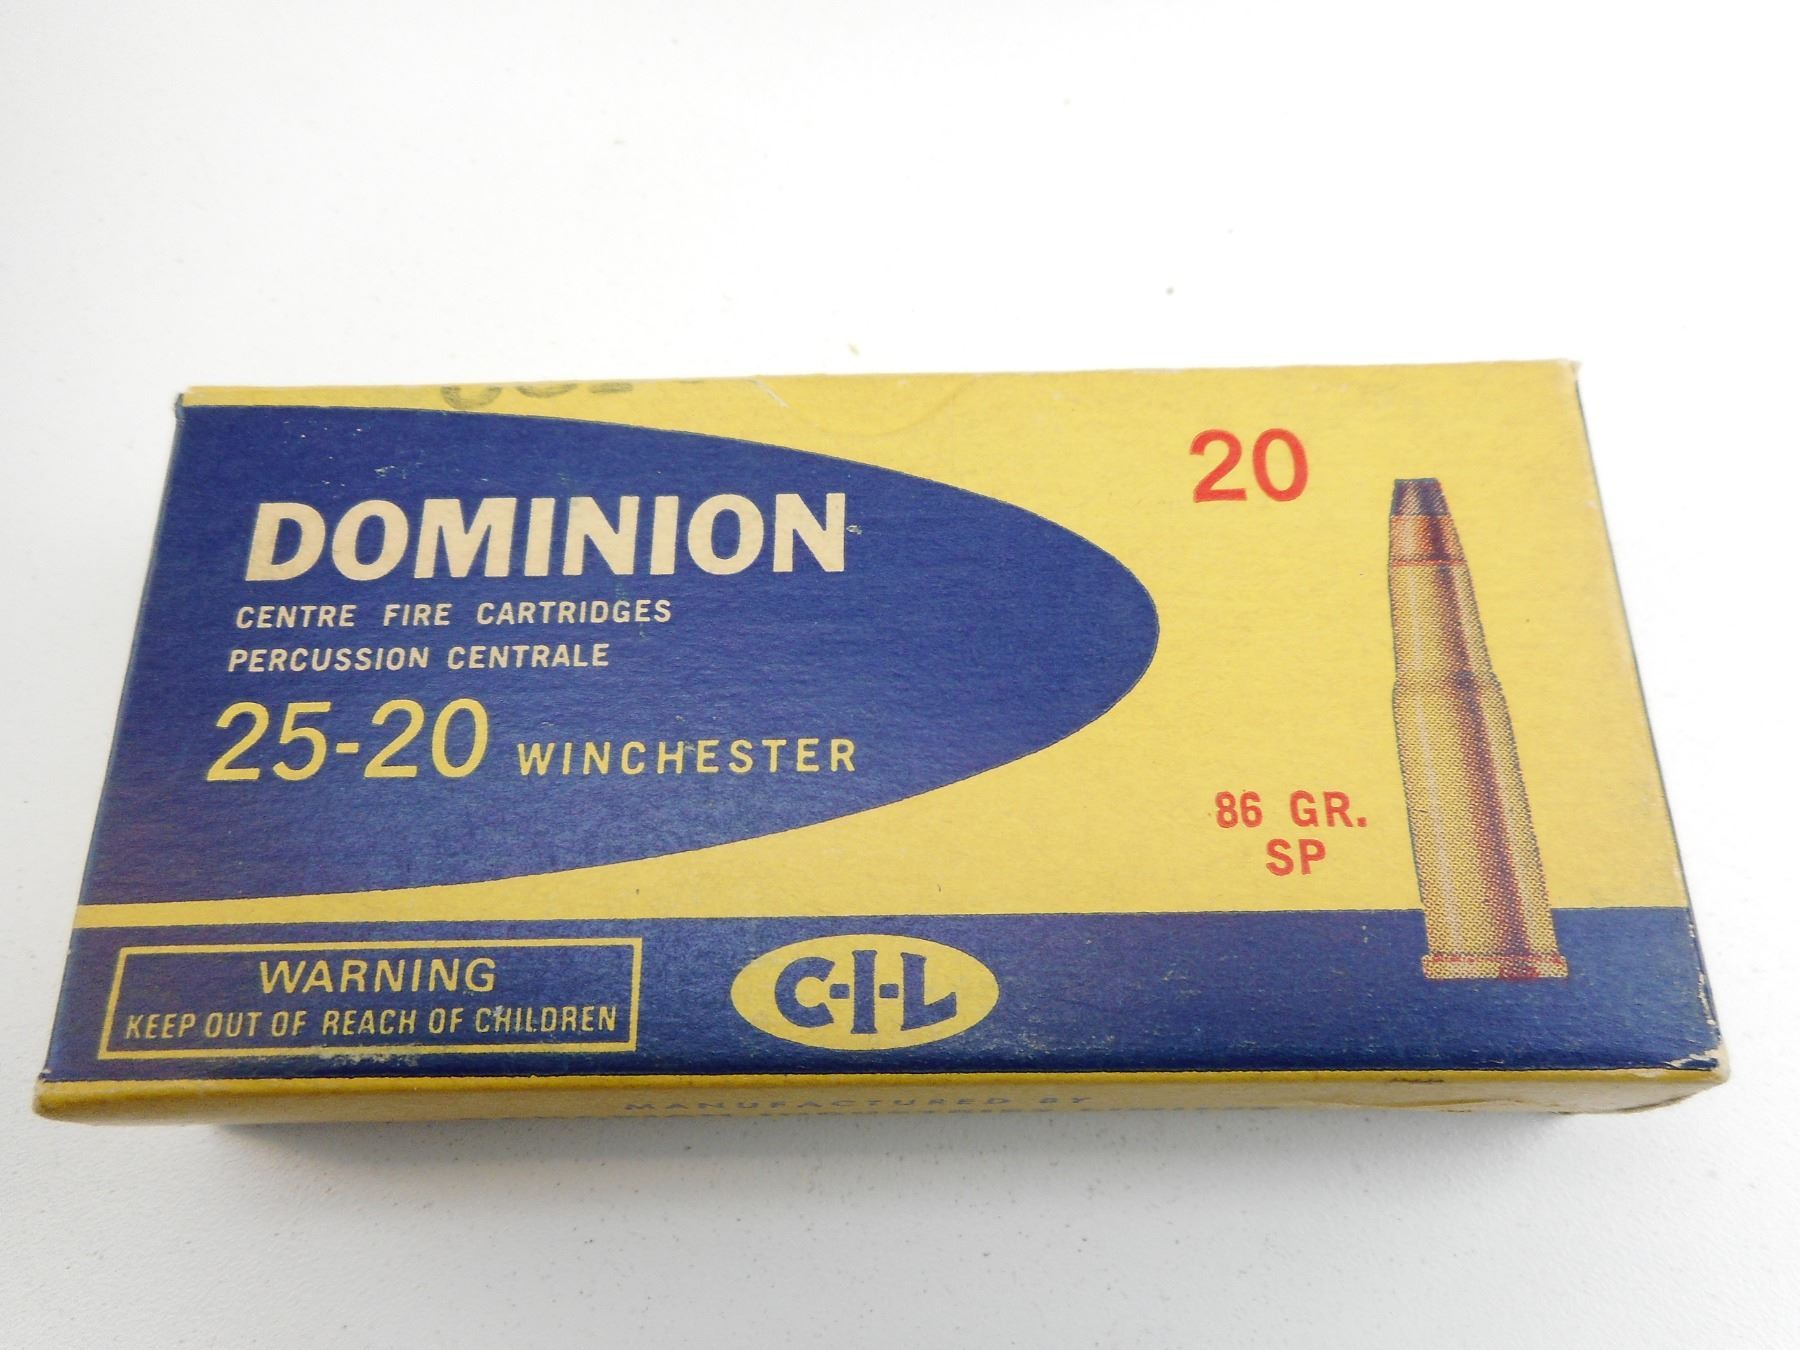 DOMINION
CENTRE FIRE CARTRIDGES
PERCUSSION CENTRALE
25-20 WINCHESTER
20
86 GR.
SP
WARNING
KEEP OUT OF REACH OF CHILDREN
C-I-L
MANUFACTURED BY